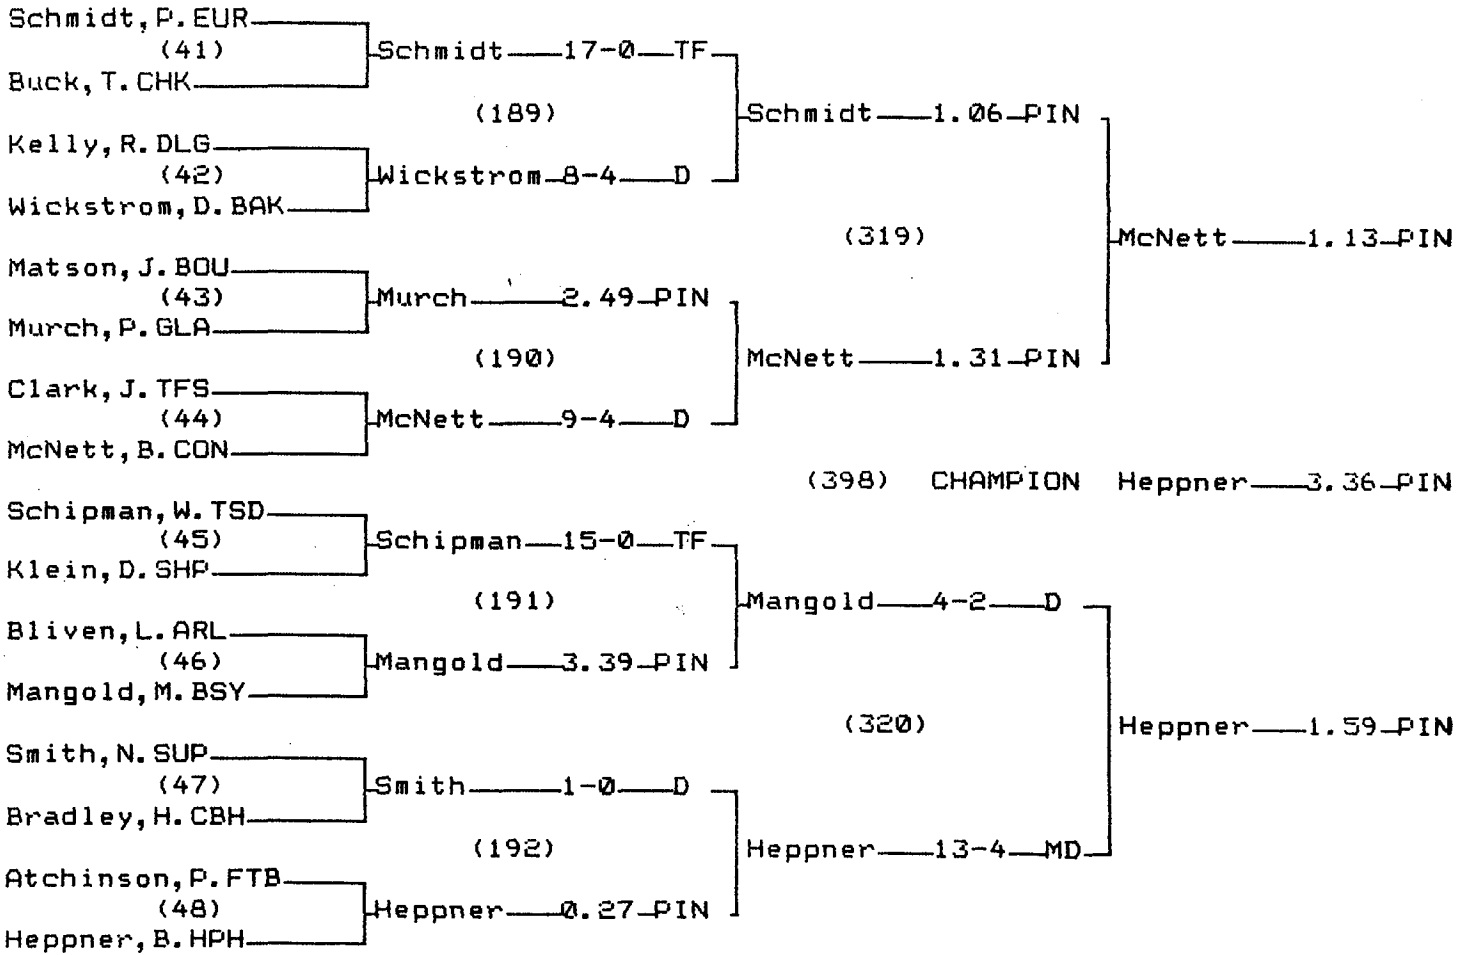 Schmidt, P. EUR
(41) Schmidt 17-0 TF
Buck, T. CHK
(189) Schmidt 1.06 PIN
Kelly, R. DLG
(42) Wickstrom 8-4 D
Wickstrom, D. BAK
(319) McNett 1.13 PIN
Matson, J. BOU
(43) Murch 2.49 PIN
Murch, P. GLA
(190) McNett 1.31 PIN
Clark, J. TFS
(44) McNett 9-4 D
McNett, B. CON
(398) CHAMPION Heppner 3.36 PIN
Schipman, W. TSD
(45) Schipman 15-0 TF
Klein, D. SHP
(191) Mangold 4-2 D
Bliven, L. ARL
(46) Mangold 3.39 PIN
Mangold, M. BSY
(320) Heppner 1.59 PIN
Smith, N. SUP
(47) Smith 1-0 D
Bradley, H. CBH
(192) Heppner 13-4 MD
Atchinson, P. FTB
(48) Heppner 0.27 PIN
Heppner, B. HPH